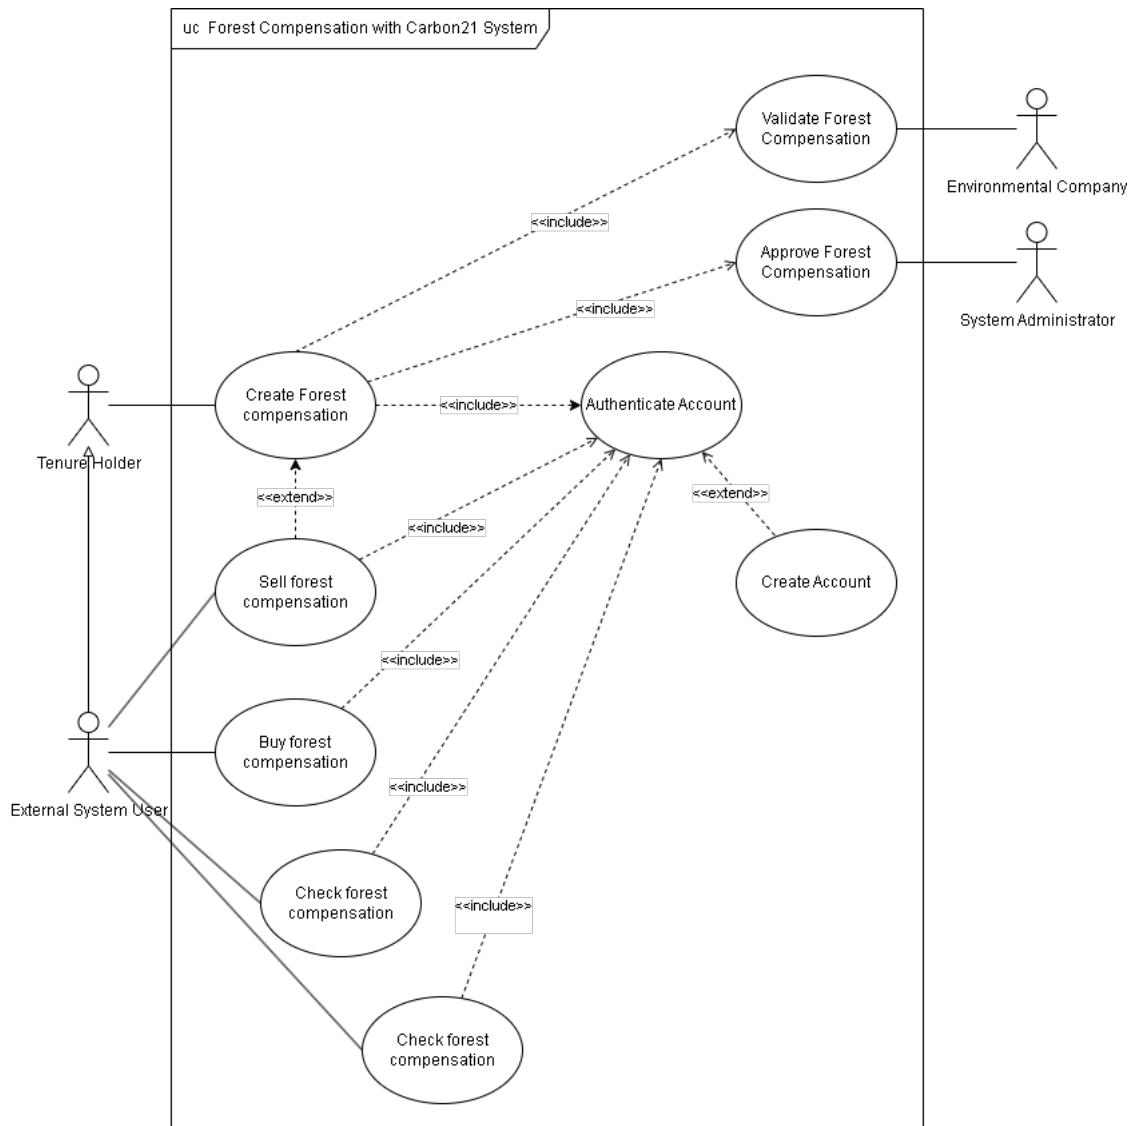 uc Forest Compensation with Carbon21 System
Validate Forest
Compensation
Environmental Company
<<include>>
Approve Forest
Compensation
System Administrator
<<include>>
Create Forest
compensation
<<include>>
Authenticate Account
Tenure Holder
<<extend>>
<<extend>>
<<include>>
Sell forest
compensation
Create Account
<<include>>
Buy forest
compensation
<<include>>
External System User
Check forest
compensation
<<include>>
Check forest
compensation